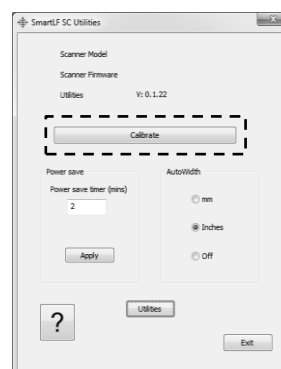 SmartLF SC Utilities
Scanner Model
Scanner Firmware
Utilities V: 0.1.22
Calibrate
Power save
Power save timer (mins)
2
Apply
AutoWidth
mm
Inches
Off
?
Utilities
Exit